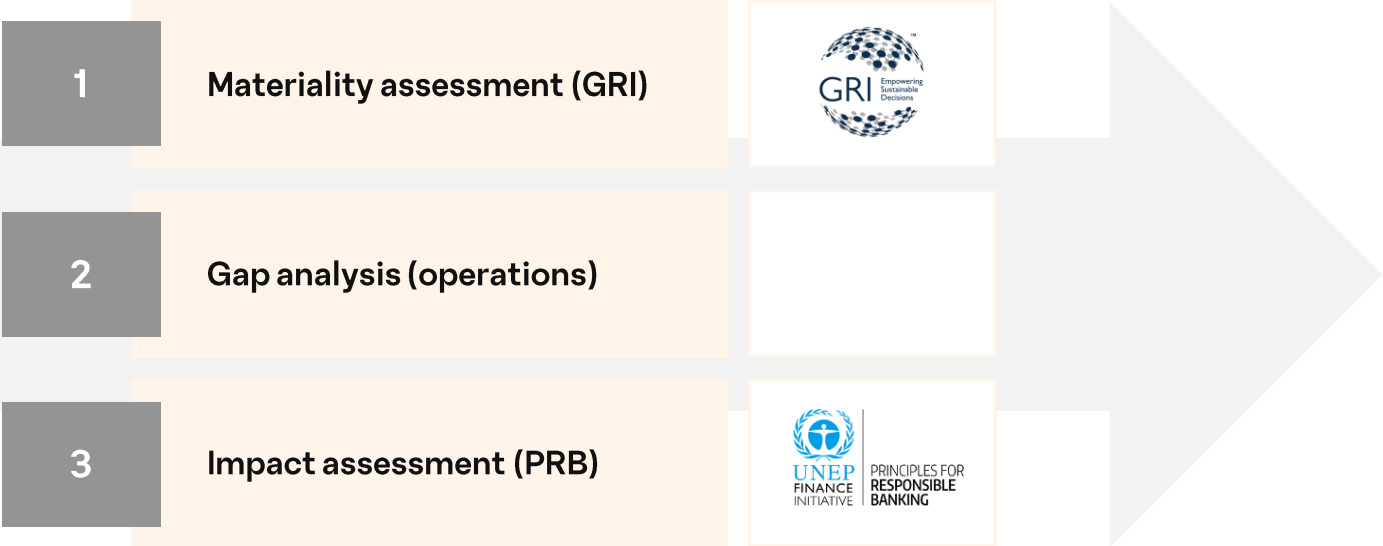 1
Materiality assessment (GRI)
GRI
Empowering
Sustainable
Decisions
™
2
Gap analysis (operations)
3
Impact assessment (PRB)
UNEP
FINANCE
INITIATIVE
PRINCIPLES FOR
RESPONSIBLE
BANKING